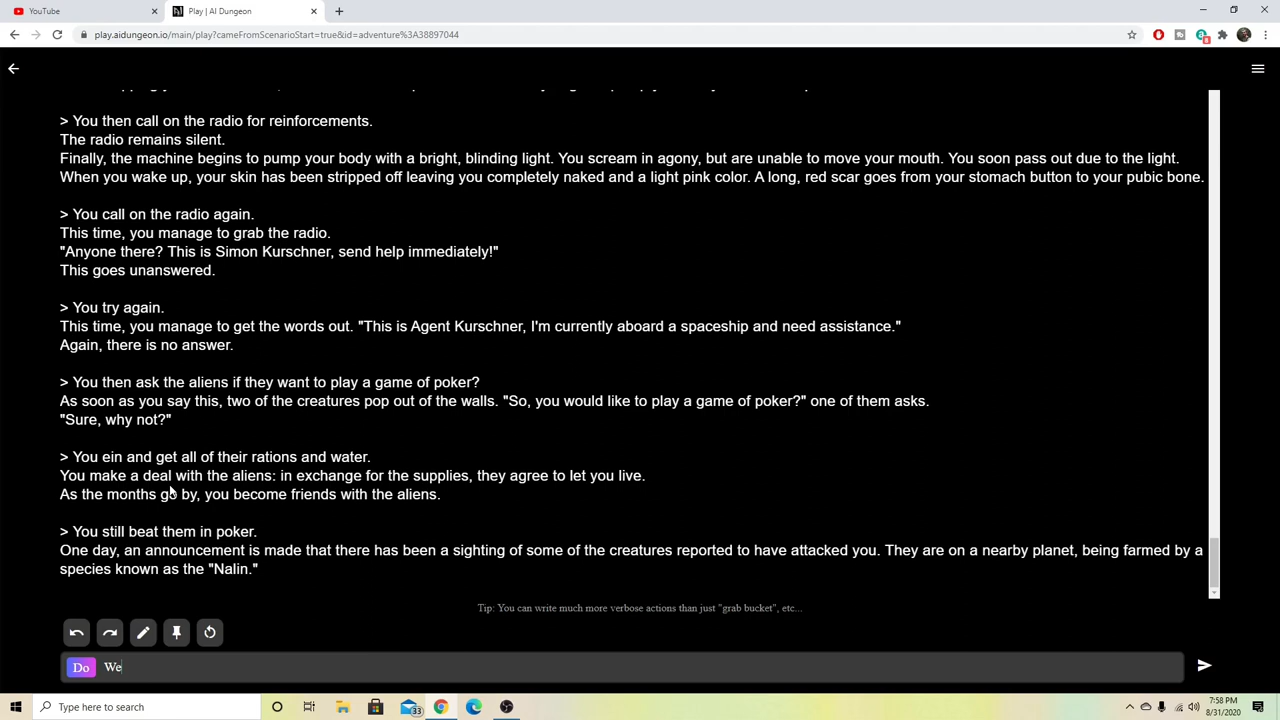 YouTube
Play | AI Dungeon
play.aidungeon.io/main/play?cameFromScenarioStart=true&id=adventure%3A38897044
> You then call on the radio for reinforcements.
The radio remains silent.
Finally, the machine begins to pump your body with a bright, blinding light. You scream in agony, but are unable to move your mouth. You soon pass out due to the light.
When you wake up, your skin has been stripped off leaving you completely naked and a light pink color. A long, red scar goes from your stomach button to your pubic bone.
> You call on the radio again.
This time, you manage to grab the radio.
"Anyone there? This is Simon Kurschner, send help immediately!"
This goes unanswered.
> You try again.
This time, you manage to get the words out. "This is Agent Kurschner, I'm currently aboard a spaceship and need assistance."
Again, there is no answer.
> You then ask the aliens if they want to play a game of poker?
As soon as you say this, two of the creatures pop out of the walls. "So, you would like to play a game of poker?" one of them asks.
"Sure, why not?"
> You ein and get all of their rations and water.
You make a deal with the aliens: in exchange for the supplies, they agree to let you live.
As the months go by, you become friends with the aliens.
> You still beat them in poker.
One day, an announcement is made that there has been a sighting of some of the creatures reported to have attacked you. They are on a nearby planet, being farmed by a
species known as the "Nalin."
Tip: You can write much more verbose actions than just "grab bucket", etc...
Do We
Type here to search
33
7:58 PM
8/31/2020